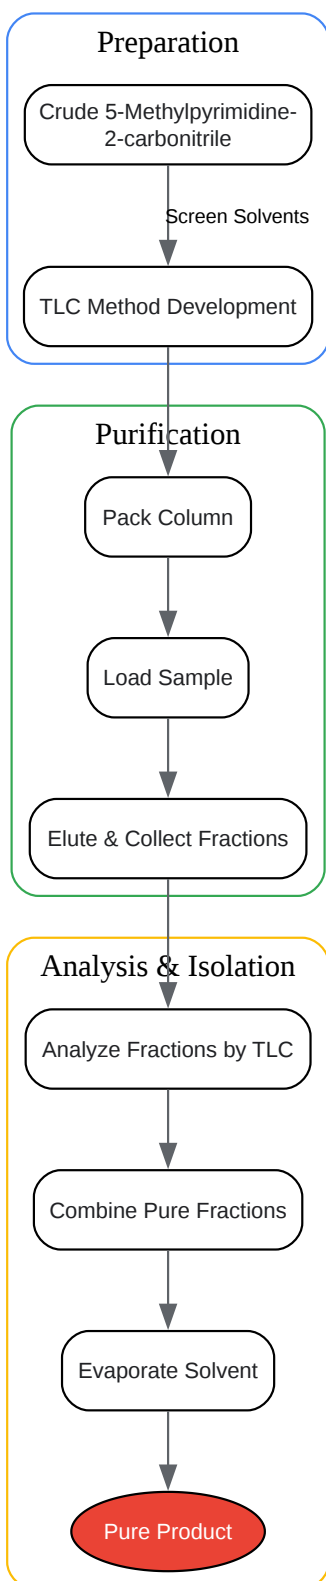 Preparation
Crude 5-Methylpyrimidine-
2-carbonitrile
Screen Solvents
TLC Method Development
Purification
Pack Column
Load Sample
Elute & Collect Fractions
Analysis & Isolation
Analyze Fractions by TLC
Combine Pure Fractions
Evaporate Solvent
Pure Product